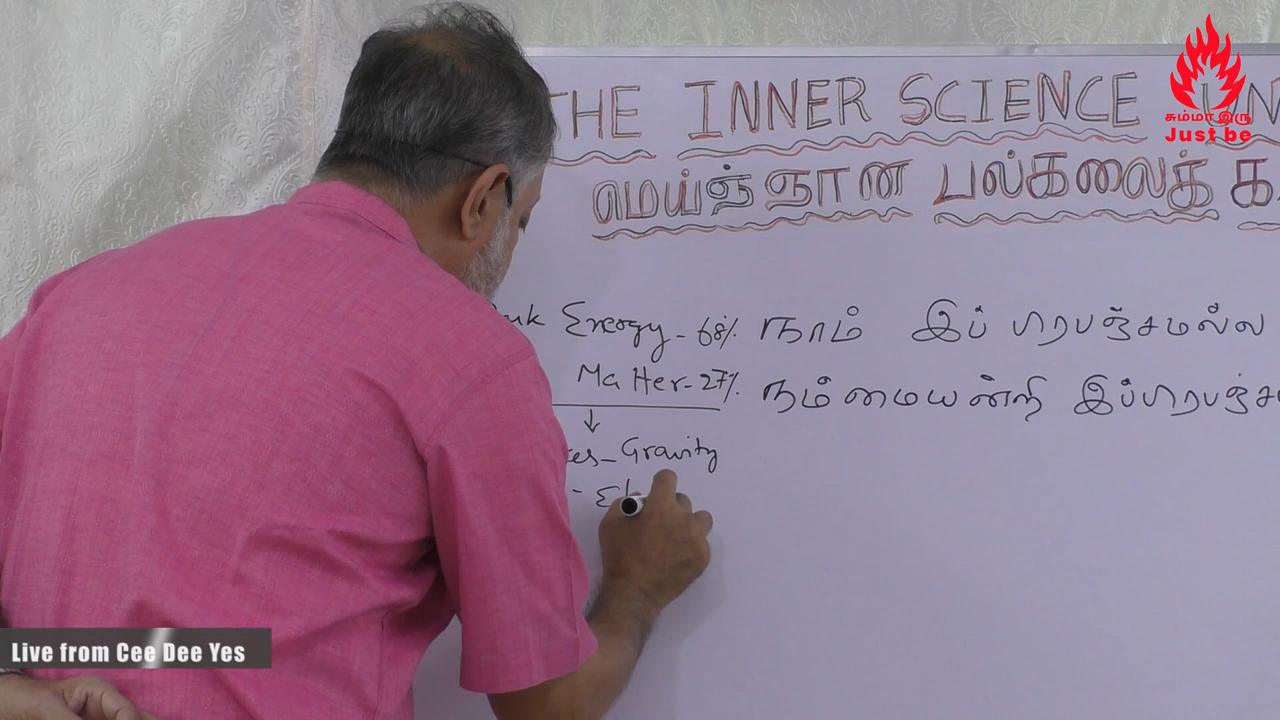 THE INNER SCIENCE UN
மெய்ஞ்ஞான பல்கலைக் க
சும்மா இரு
Just be
Energy - 68% நாம் இப் பிரபஞ்சமல்ல
Matter - 27% நம்மையன்றி இப்பிரபஞ்ச
Gravity
- El
Live from Cee Dee Yes